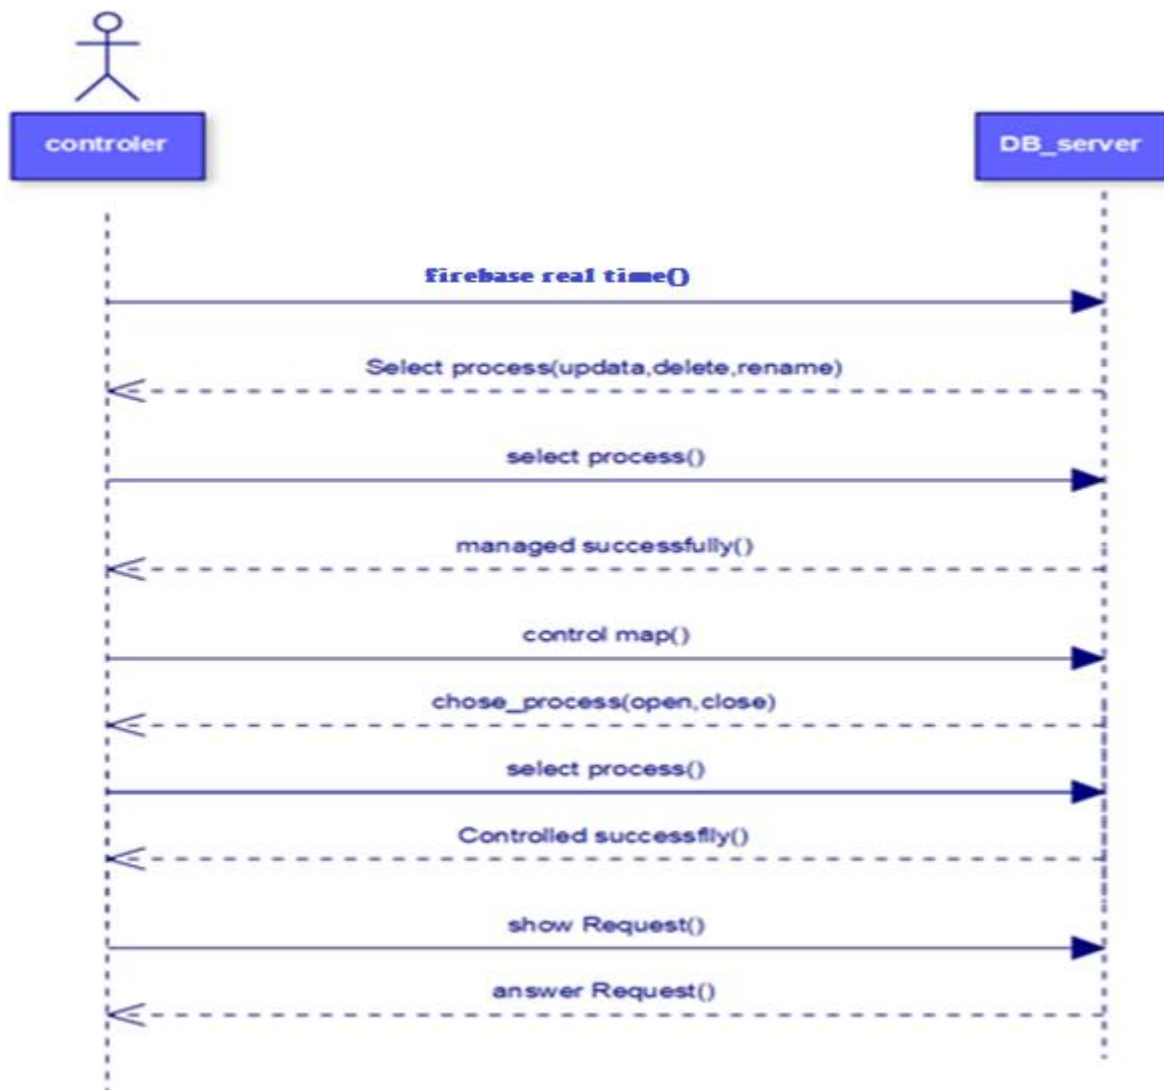 controler
DB_server
firebase real time()
Select process(updata,delete,rename)
select process()
managed successfully()
control map()
chose_process(open,close)
select process()
Controlled successflly()
show Request()
answer Request()